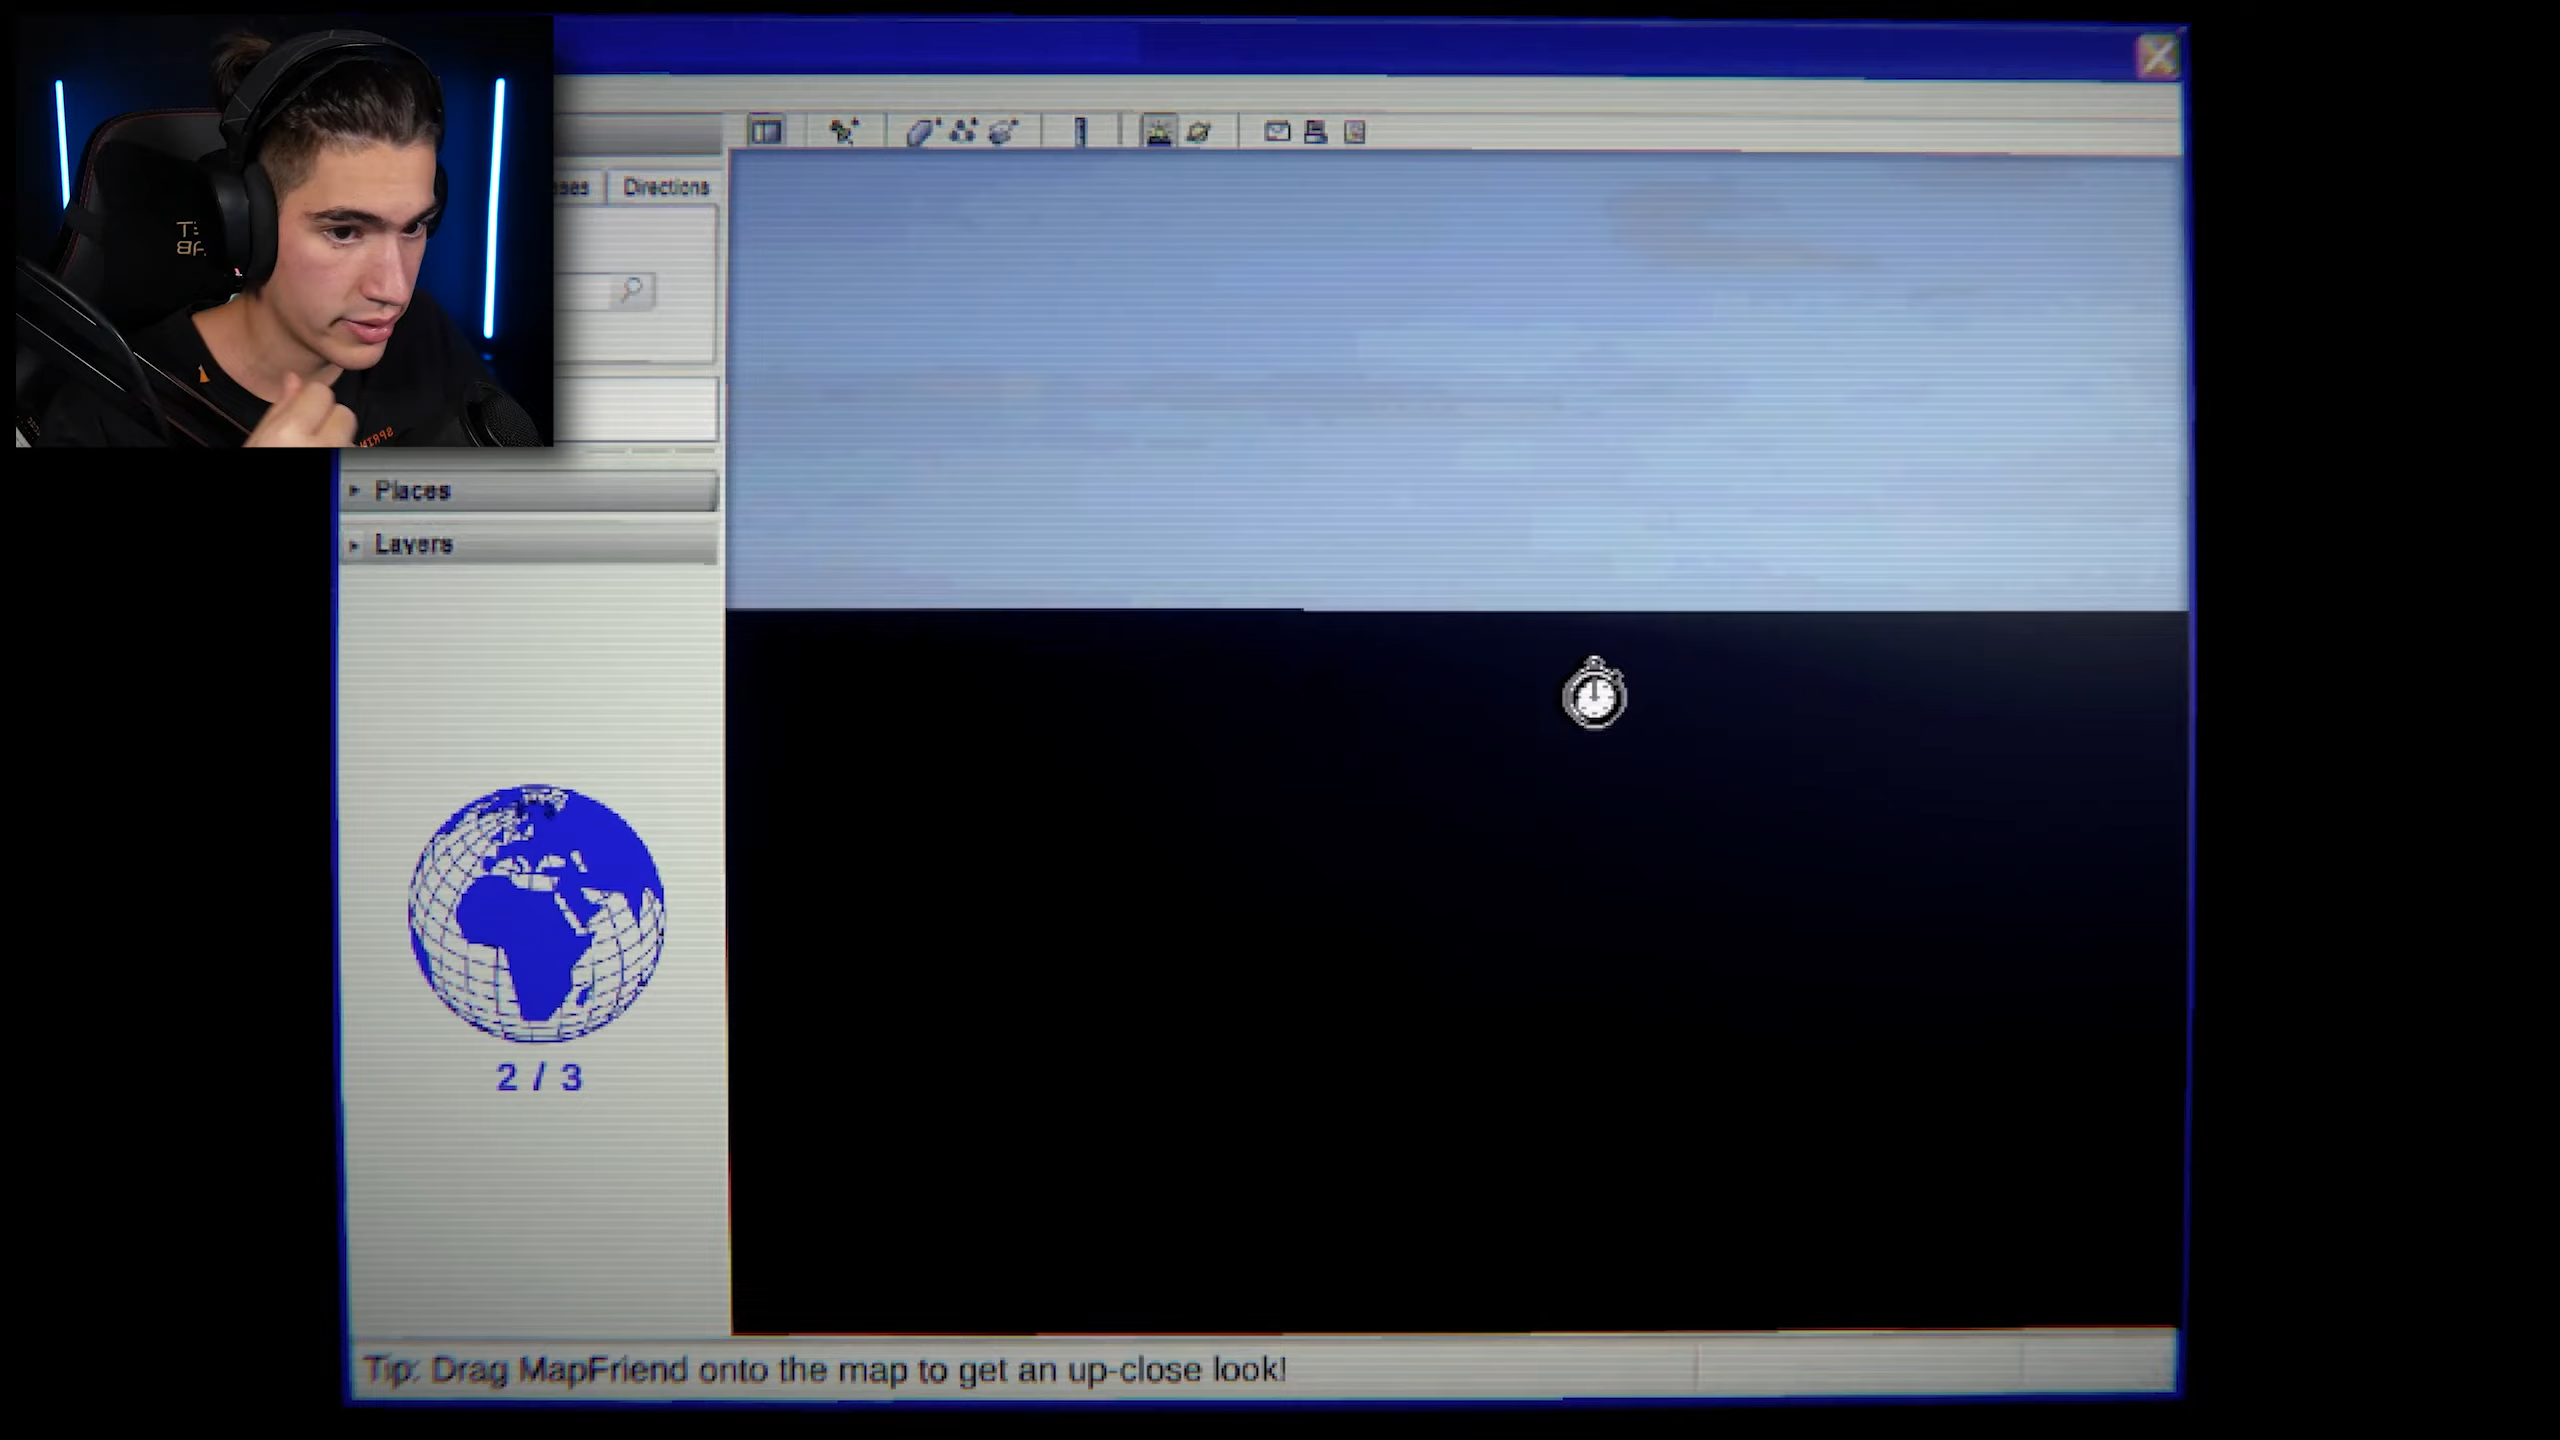 Directions
Places
Layers
2 / 3
Tip: Drag MapFriend onto the map to get an up-close look!